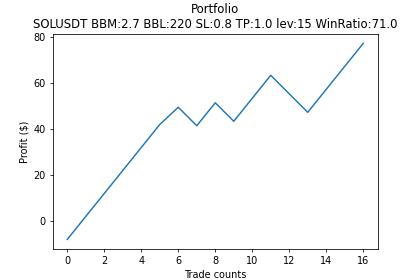 Portfolio
SOLUSDT BBM:2.7 BBL:220 SL:0.8 TP:1.0 lev:15 WinRatio:71.0
80
60
40
20
0
Profit ($)
0 2 4 6 8 10 12 14 16
Trade counts